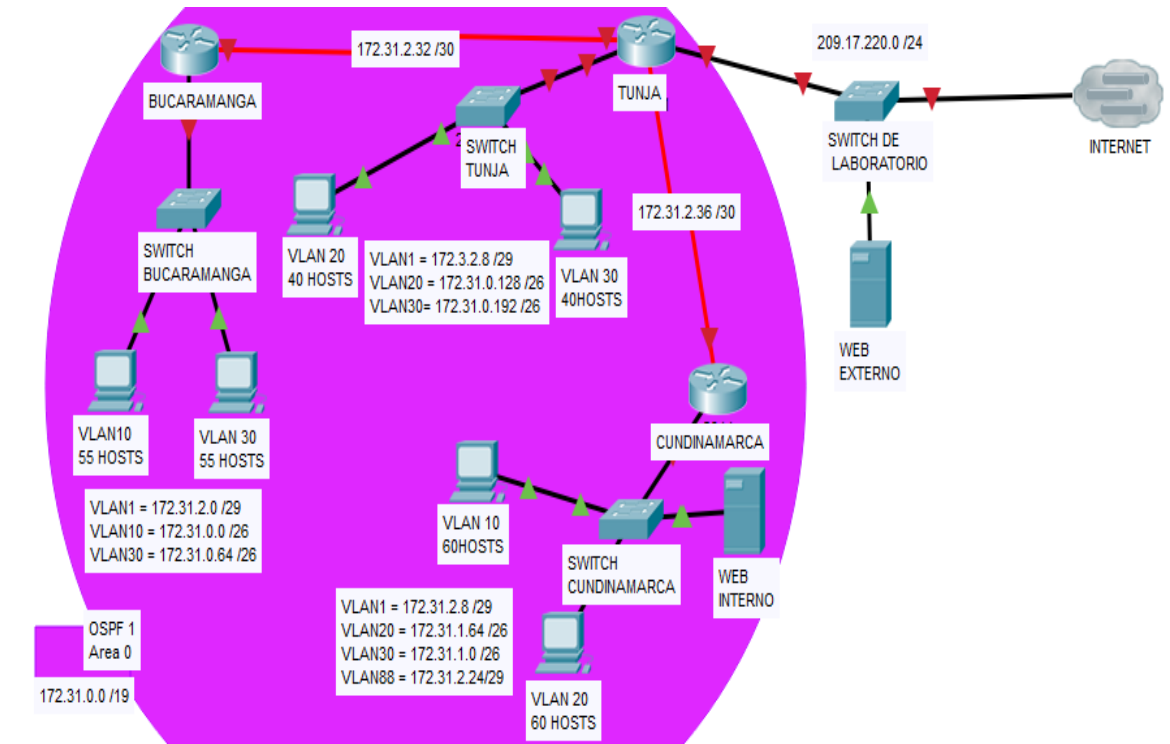 172.31.2.32 /30
209.17.220.0 /24
BUCARAMANGA
TUNJA
SWITCH
TUNJA
SWITCH DE
LABORATORIO
INTERNET
172.31.2.36 /30
SWITCH
BUCARAMANGA
VLAN 20
40 HOSTS
VLAN1 = 172.3.2.8 /29
VLAN20 = 172.31.0.128 /26
VLAN30= 172.31.0.192 /26
VLAN 30
40HOSTS
WEB
EXTERNO
VLAN10
55 HOSTS
VLAN 30
55 HOSTS
CUNDINAMARCA
VLAN1 = 172.31.2.0 /29
VLAN10 = 172.31.0.0 /26
VLAN30 = 172.31.0.64 /26
VLAN 10
60HOSTS
SWITCH
CUNDINAMARCA
WEB
INTERNO
VLAN1 = 172.31.2.8 /29
VLAN20 = 172.31.1.64 /26
VLAN30 = 172.31.1.0 /26
VLAN88 = 172.31.2.24/29
OSPF 1
Area 0
172.31.0.0 /19
VLAN 20
60 HOSTS